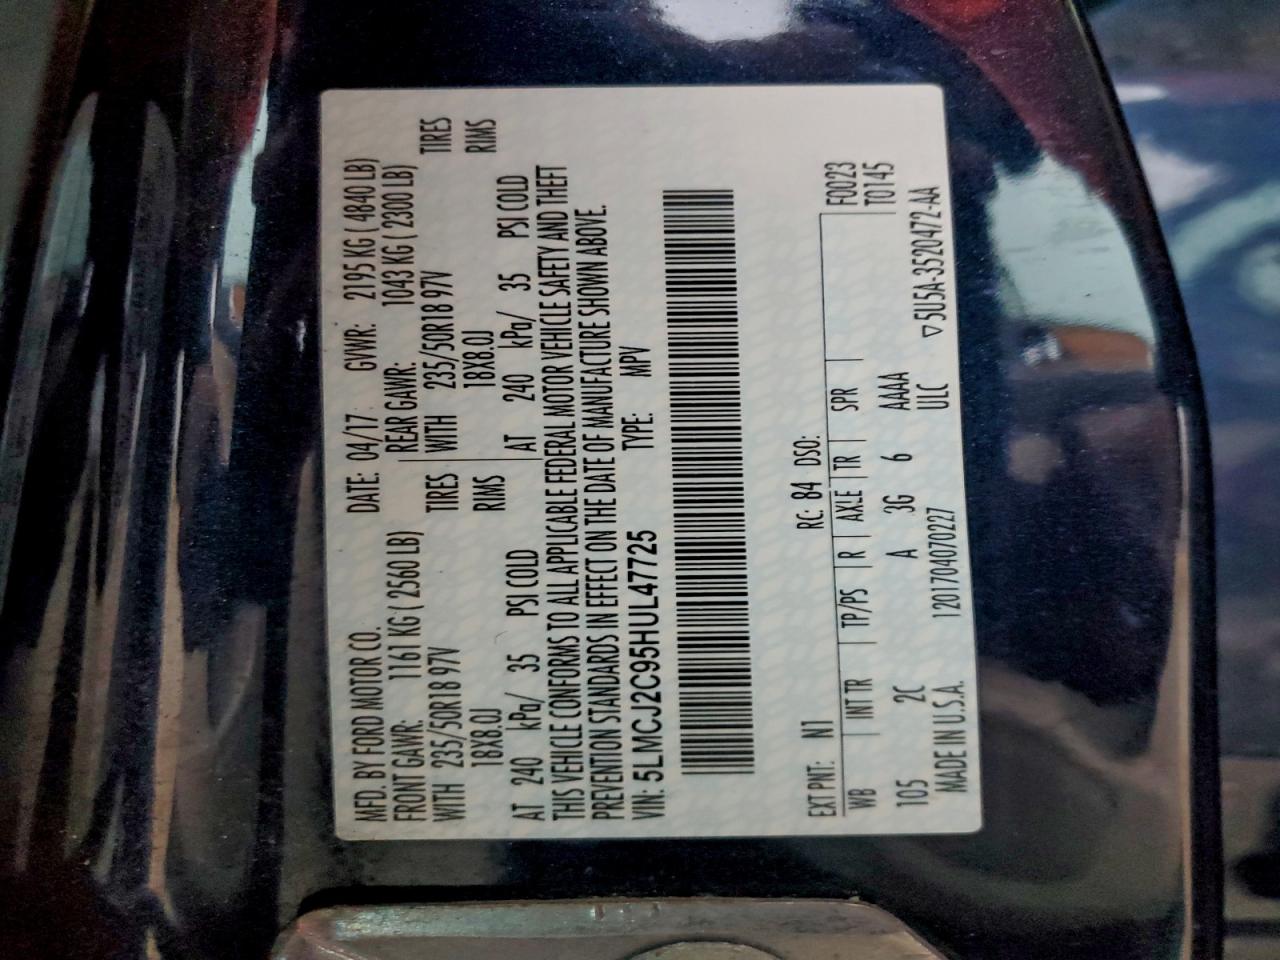 MFD. BY FORD MOTOR CO. DATE: 04/17 GVWR: 2195 KG ( 4840 LB)
FRONT GAWR: 1161 KG ( 2560 LB) REAR GAWR: 1043 KG ( 2300 LB)
WITH 235/50R18 97V TIRES WITH 235/50R18 97V TIRES
18X8.0J RIMS 18X8.0J RIMS
AT 240 kPa/ 35 PSI COLD AT 240 kPa/ 35 PSI COLD
THIS VEHICLE CONFORMS TO ALL APPLICABLE FEDERAL MOTOR VEHICLE SAFETY AND THEFT
PREVENTION STANDARDS IN EFFECT ON THE DATE OF MANUFACTURE SHOWN ABOVE.
VIN: 5LMCJ2C95HUL47725 TYPE: MPV
EXT PNT: N1 RC: 84 DSO: F0023
WB INT TR TP/PS R AXLE TR SPR T0145
105 2C A 3G 6 AAAA
MADE IN U.S.A. 1201704070227 ULC ▽5U5A-3520472-AA